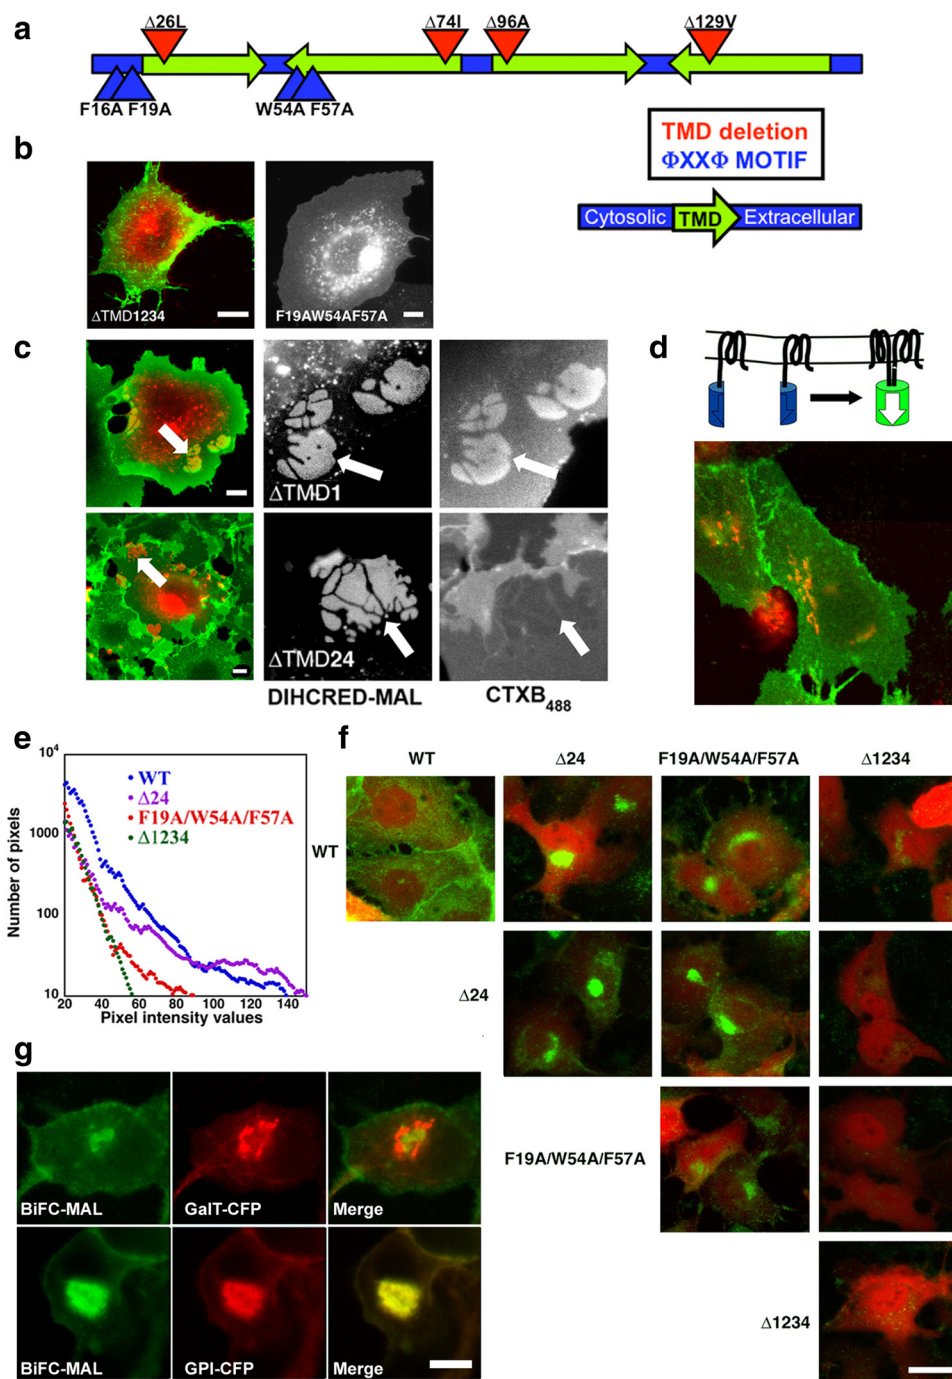 a
Δ26L
Δ74I
Δ96A
Δ129V
F16A F19A
W54A F57A
TMD deletion
ΦXXΦ MOTIF
Cytosolic
TMD
Extracellular
b
ΔTMD1234
F19AW54AF57A
c
ΔTMD1
ΔTMD24
DIHCRED-MAL
CTXB488
d
e
10^4
1000
100
10
Number of pixels
20
40
60
80
100
120
140
Pixel intensity values
WT
Δ24
F19A/W54A/F57A
Δ1234
f
WT
Δ24
F19A/W54A/F57A
Δ1234
WT
Δ24
F19A/W54A/F57A
Δ1234
g
BiFC-MAL
GalT-CFP
Merge
BiFC-MAL
GPI-CFP
Merge